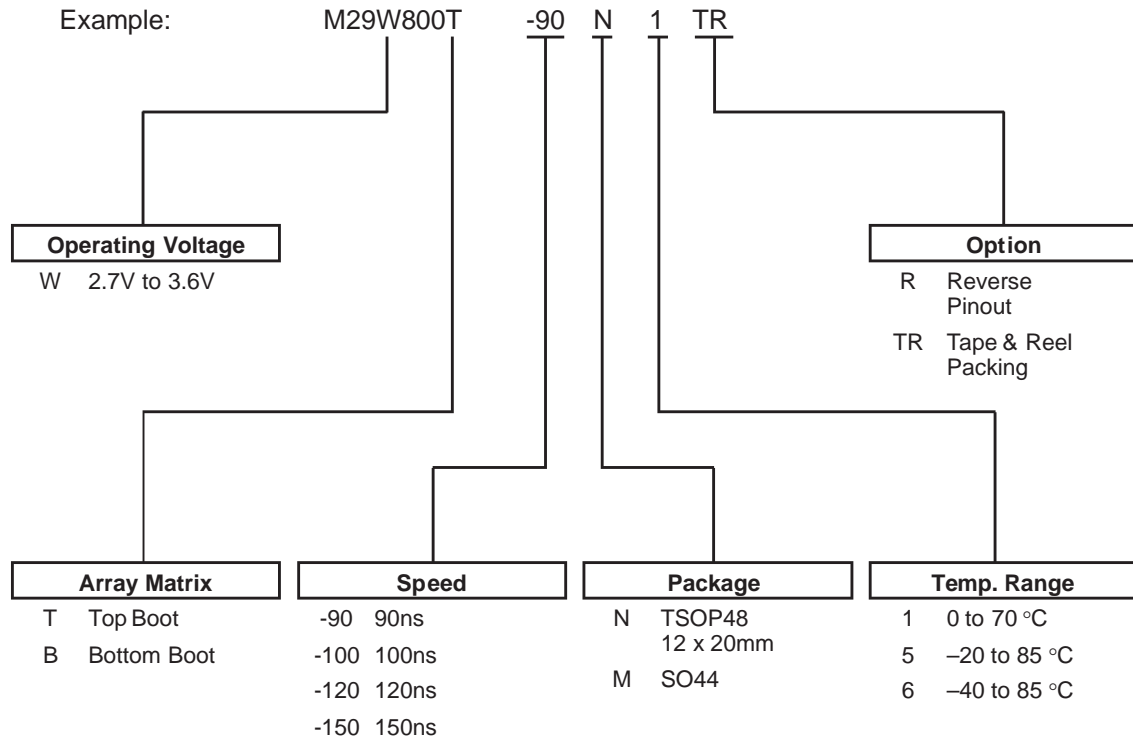 Example: M29W800T -90 N 1 TR
Operating Voltage
W 2.7V to 3.6V
Option
R Reverse
Pinout
TR Tape & Reel
Packing
Array Matrix
T Top Boot
B Bottom Boot
Speed
-90 90ns
-100 100ns
-120 120ns
-150 150ns
Package
N TSOP48
12 x 20mm
M SO44
Temp. Range
1 0 to 70 °C
5 –20 to 85 °C
6 –40 to 85 °C